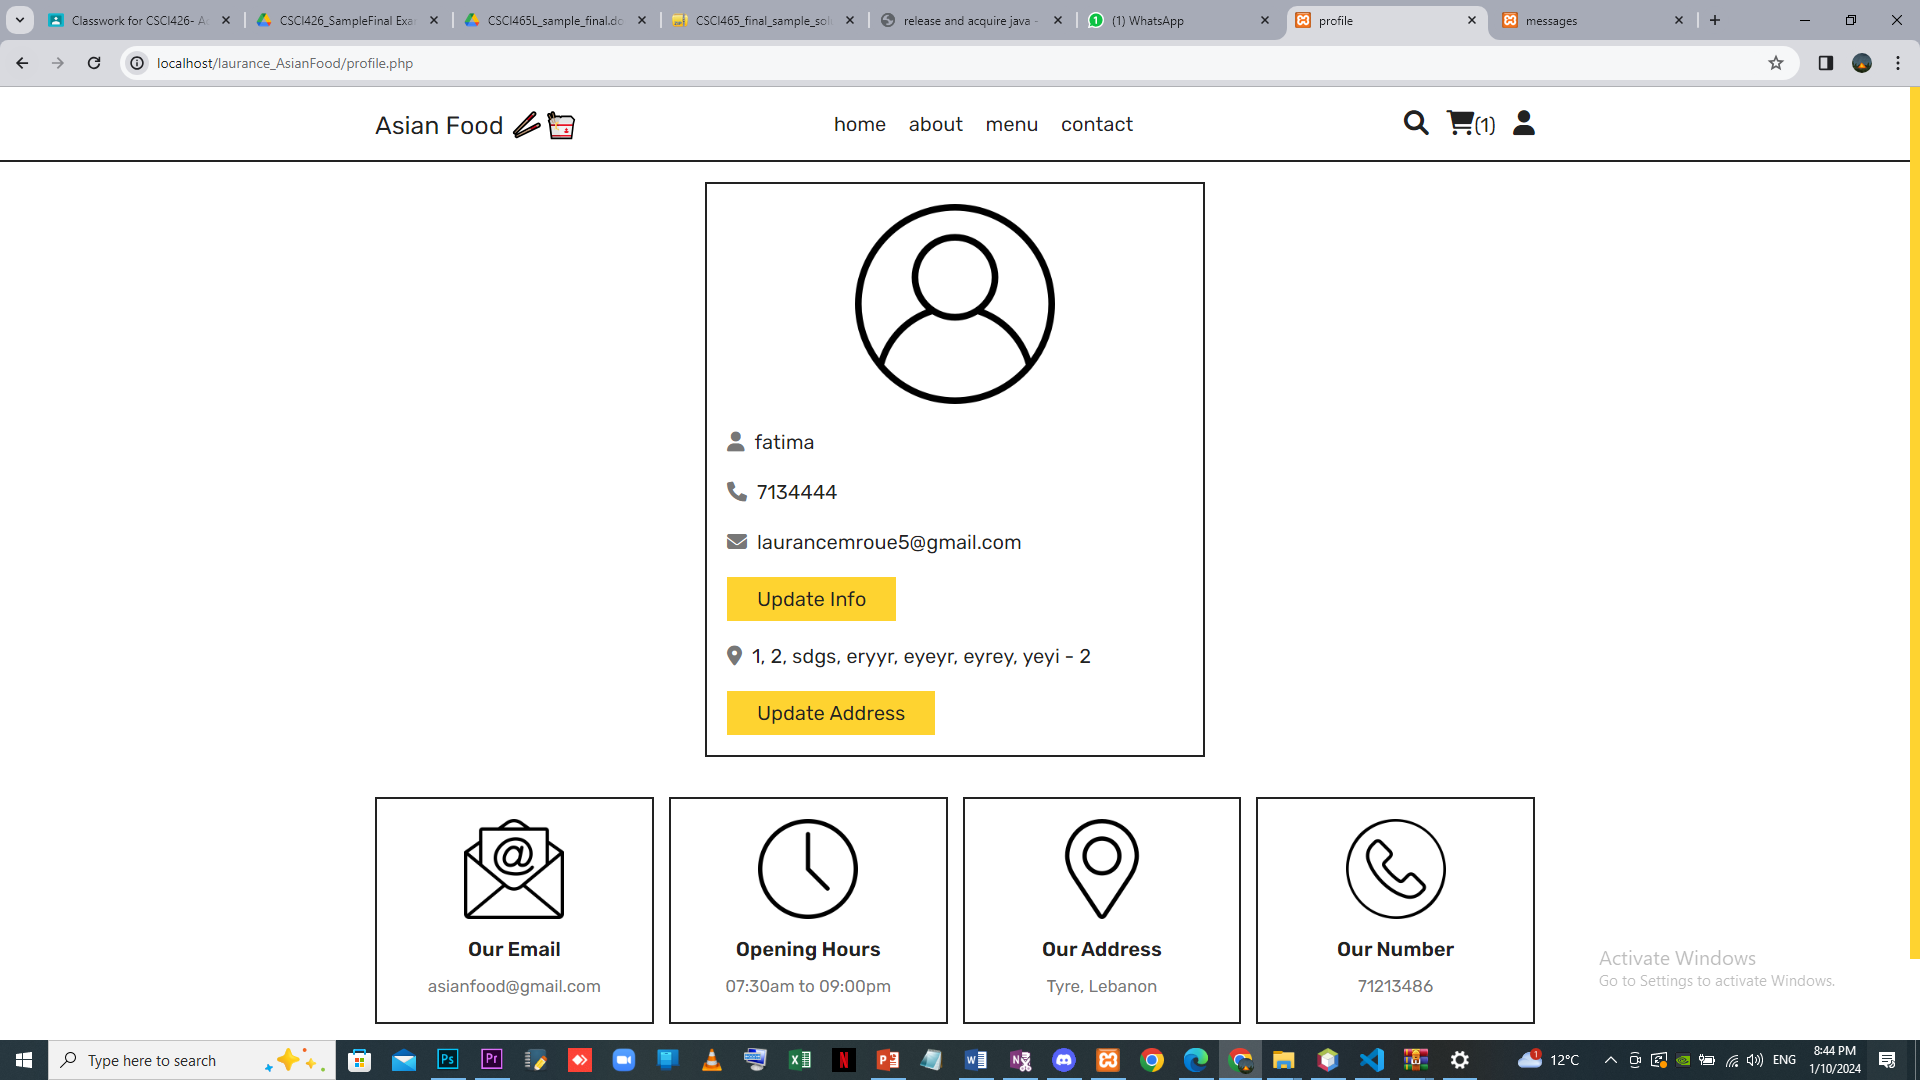 Classwork for CSCI426- A
CSCI426_SampleFinal Exa
CSCI465L_sample_final.do
CSCI465_final_sample_sol
release and acquire java -
(1) WhatsApp
profile
messages
localhost/laurance_AsianFood/profile.php
Asian Food
home
about
menu
contact
(1)
fatima
7134444
laurancemroue5@gmail.com
Update Info
1, 2, sdgs, eryyr, eyeyr, eyrey, yeyi - 2
Update Address
Our Email
asianfood@gmail.com
Opening Hours
07:30am to 09:00pm
Our Address
Tyre, Lebanon
Our Number
71213486
Activate Windows
Go to Settings to activate Windows.
Type here to search
12°C
ENG
8:44 PM
1/10/2024